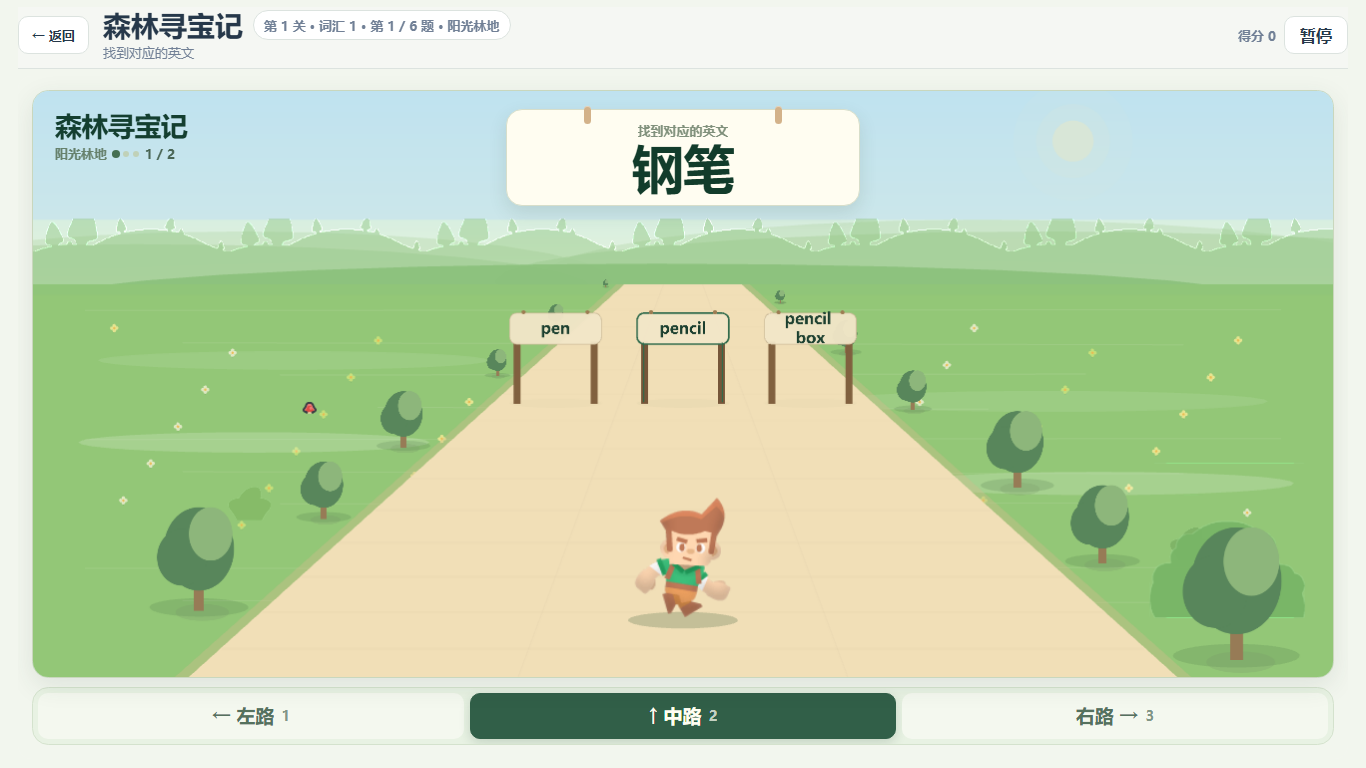 ← 返回
森林寻宝记
第 1 关 • 词汇 1 • 第 1 / 6 题 • 阳光林地
找到对应的英文
得分 0
暂停
森林寻宝记
阳光林地
1 / 2
找到对应的英文
钢笔
pen
pencil
pencil
box
← 左路 1
↑ 中路 2
右路 → 3